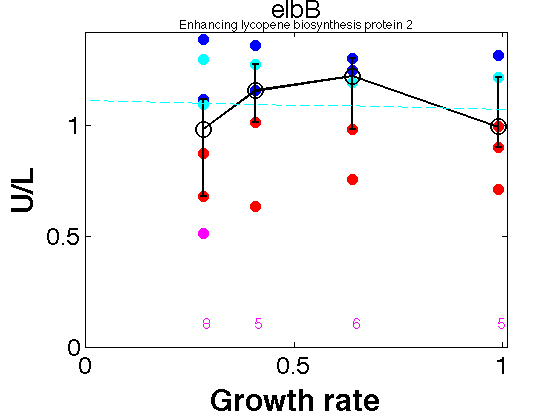 elbB
Enhancing lycopene biosynthesis protein 2
U/L
1
0.5
0
8 5 6 5
0 0.5 1
Growth rate